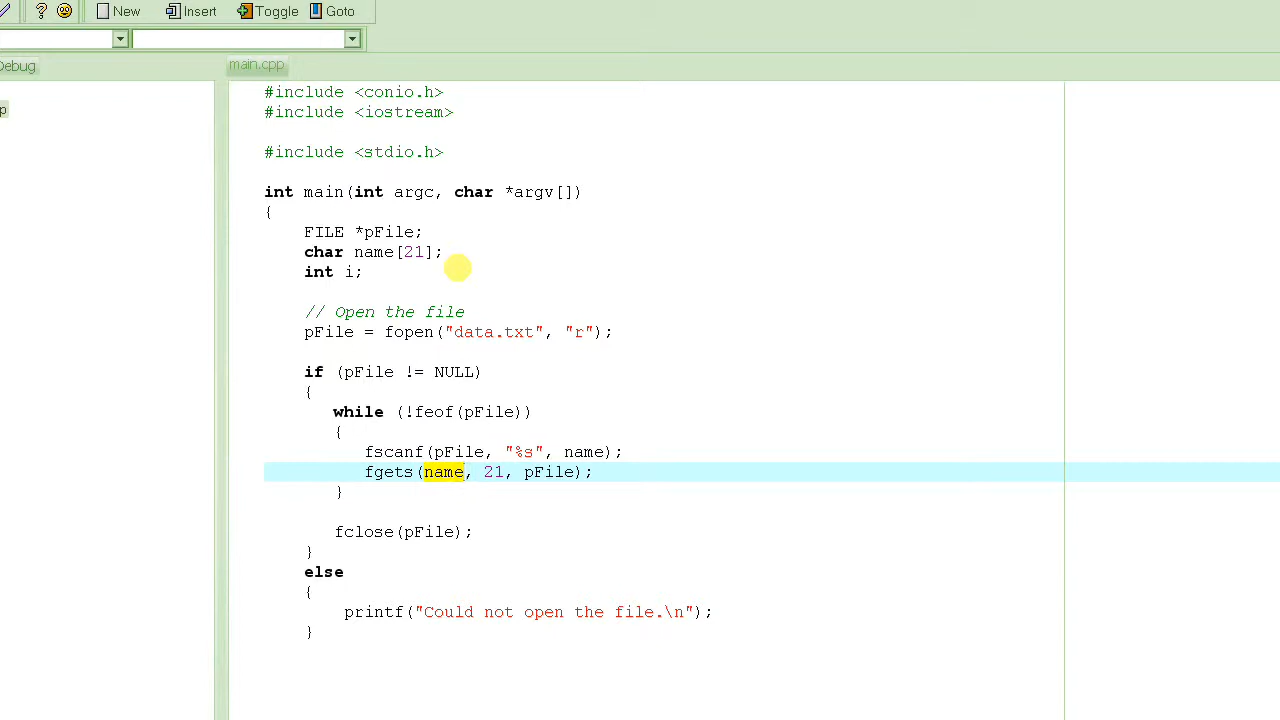 New Insert Toggle Goto
Debug main.cpp
p
#include <conio.h>
#include <iostream>
#include <stdio.h>
int main(int argc, char *argv[])
{
FILE *pFile;
char name[21];
int i;
// Open the file
pFile = fopen("data.txt", "r");
if (pFile != NULL)
{
while (!feof(pFile))
{
fscanf(pFile, "%s", name);
fgets(name, 21, pFile);
}
fclose(pFile);
}
else
{
printf("Could not open the file.\n");
}